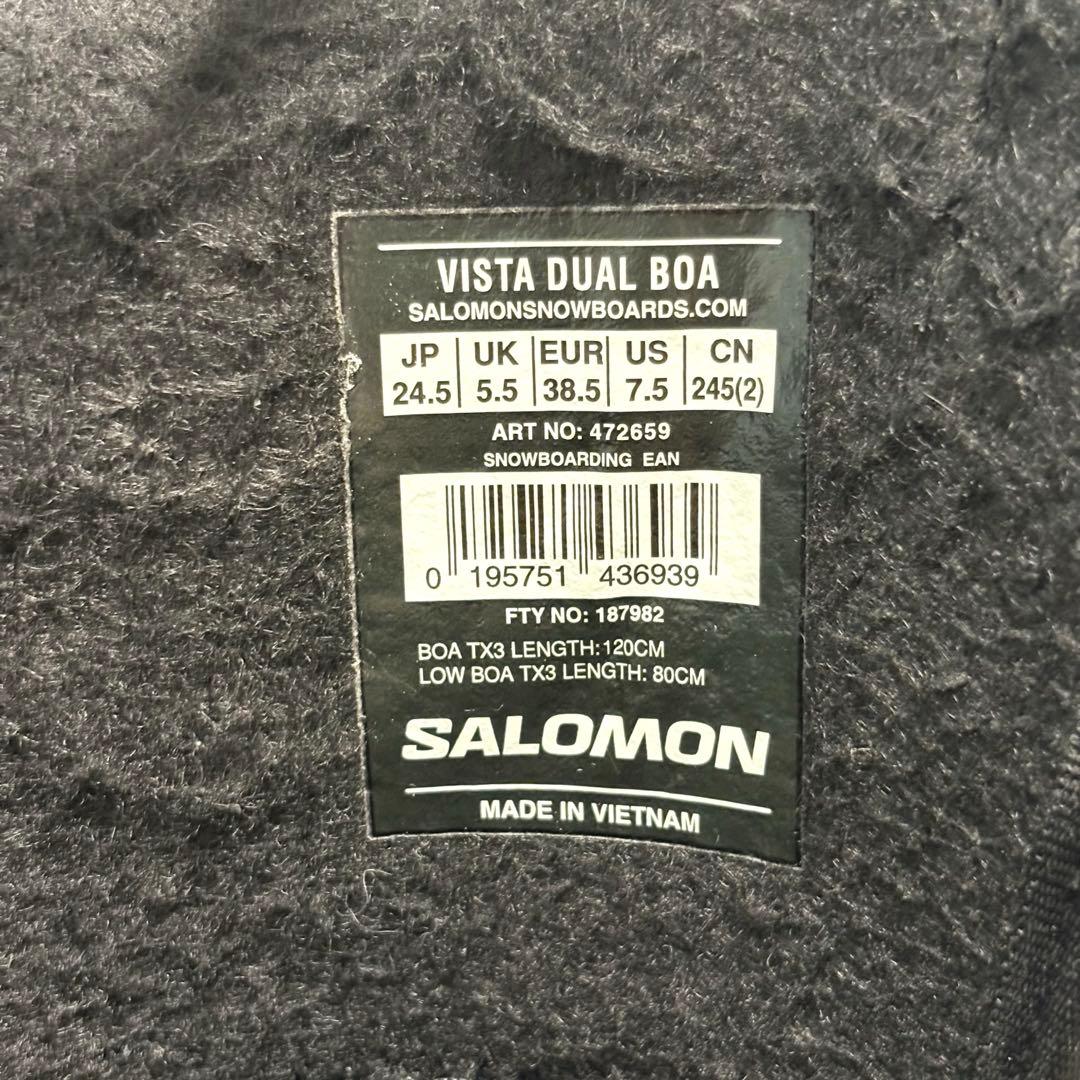 VISTA DUAL BOA
SALOMONSNOWBOARDS.COM
JP UK EUR US CN
24.5 5.5 38.5 7.5 245(2)
ART NO: 472659
SNOWBOARDING EAN
0 195751 436939
FTY NO: 187982
BOA TX3 LENGTH:120CM
LOW BOA TX3 LENGTH: 80CM
SALOMON
MADE IN VIETNAM